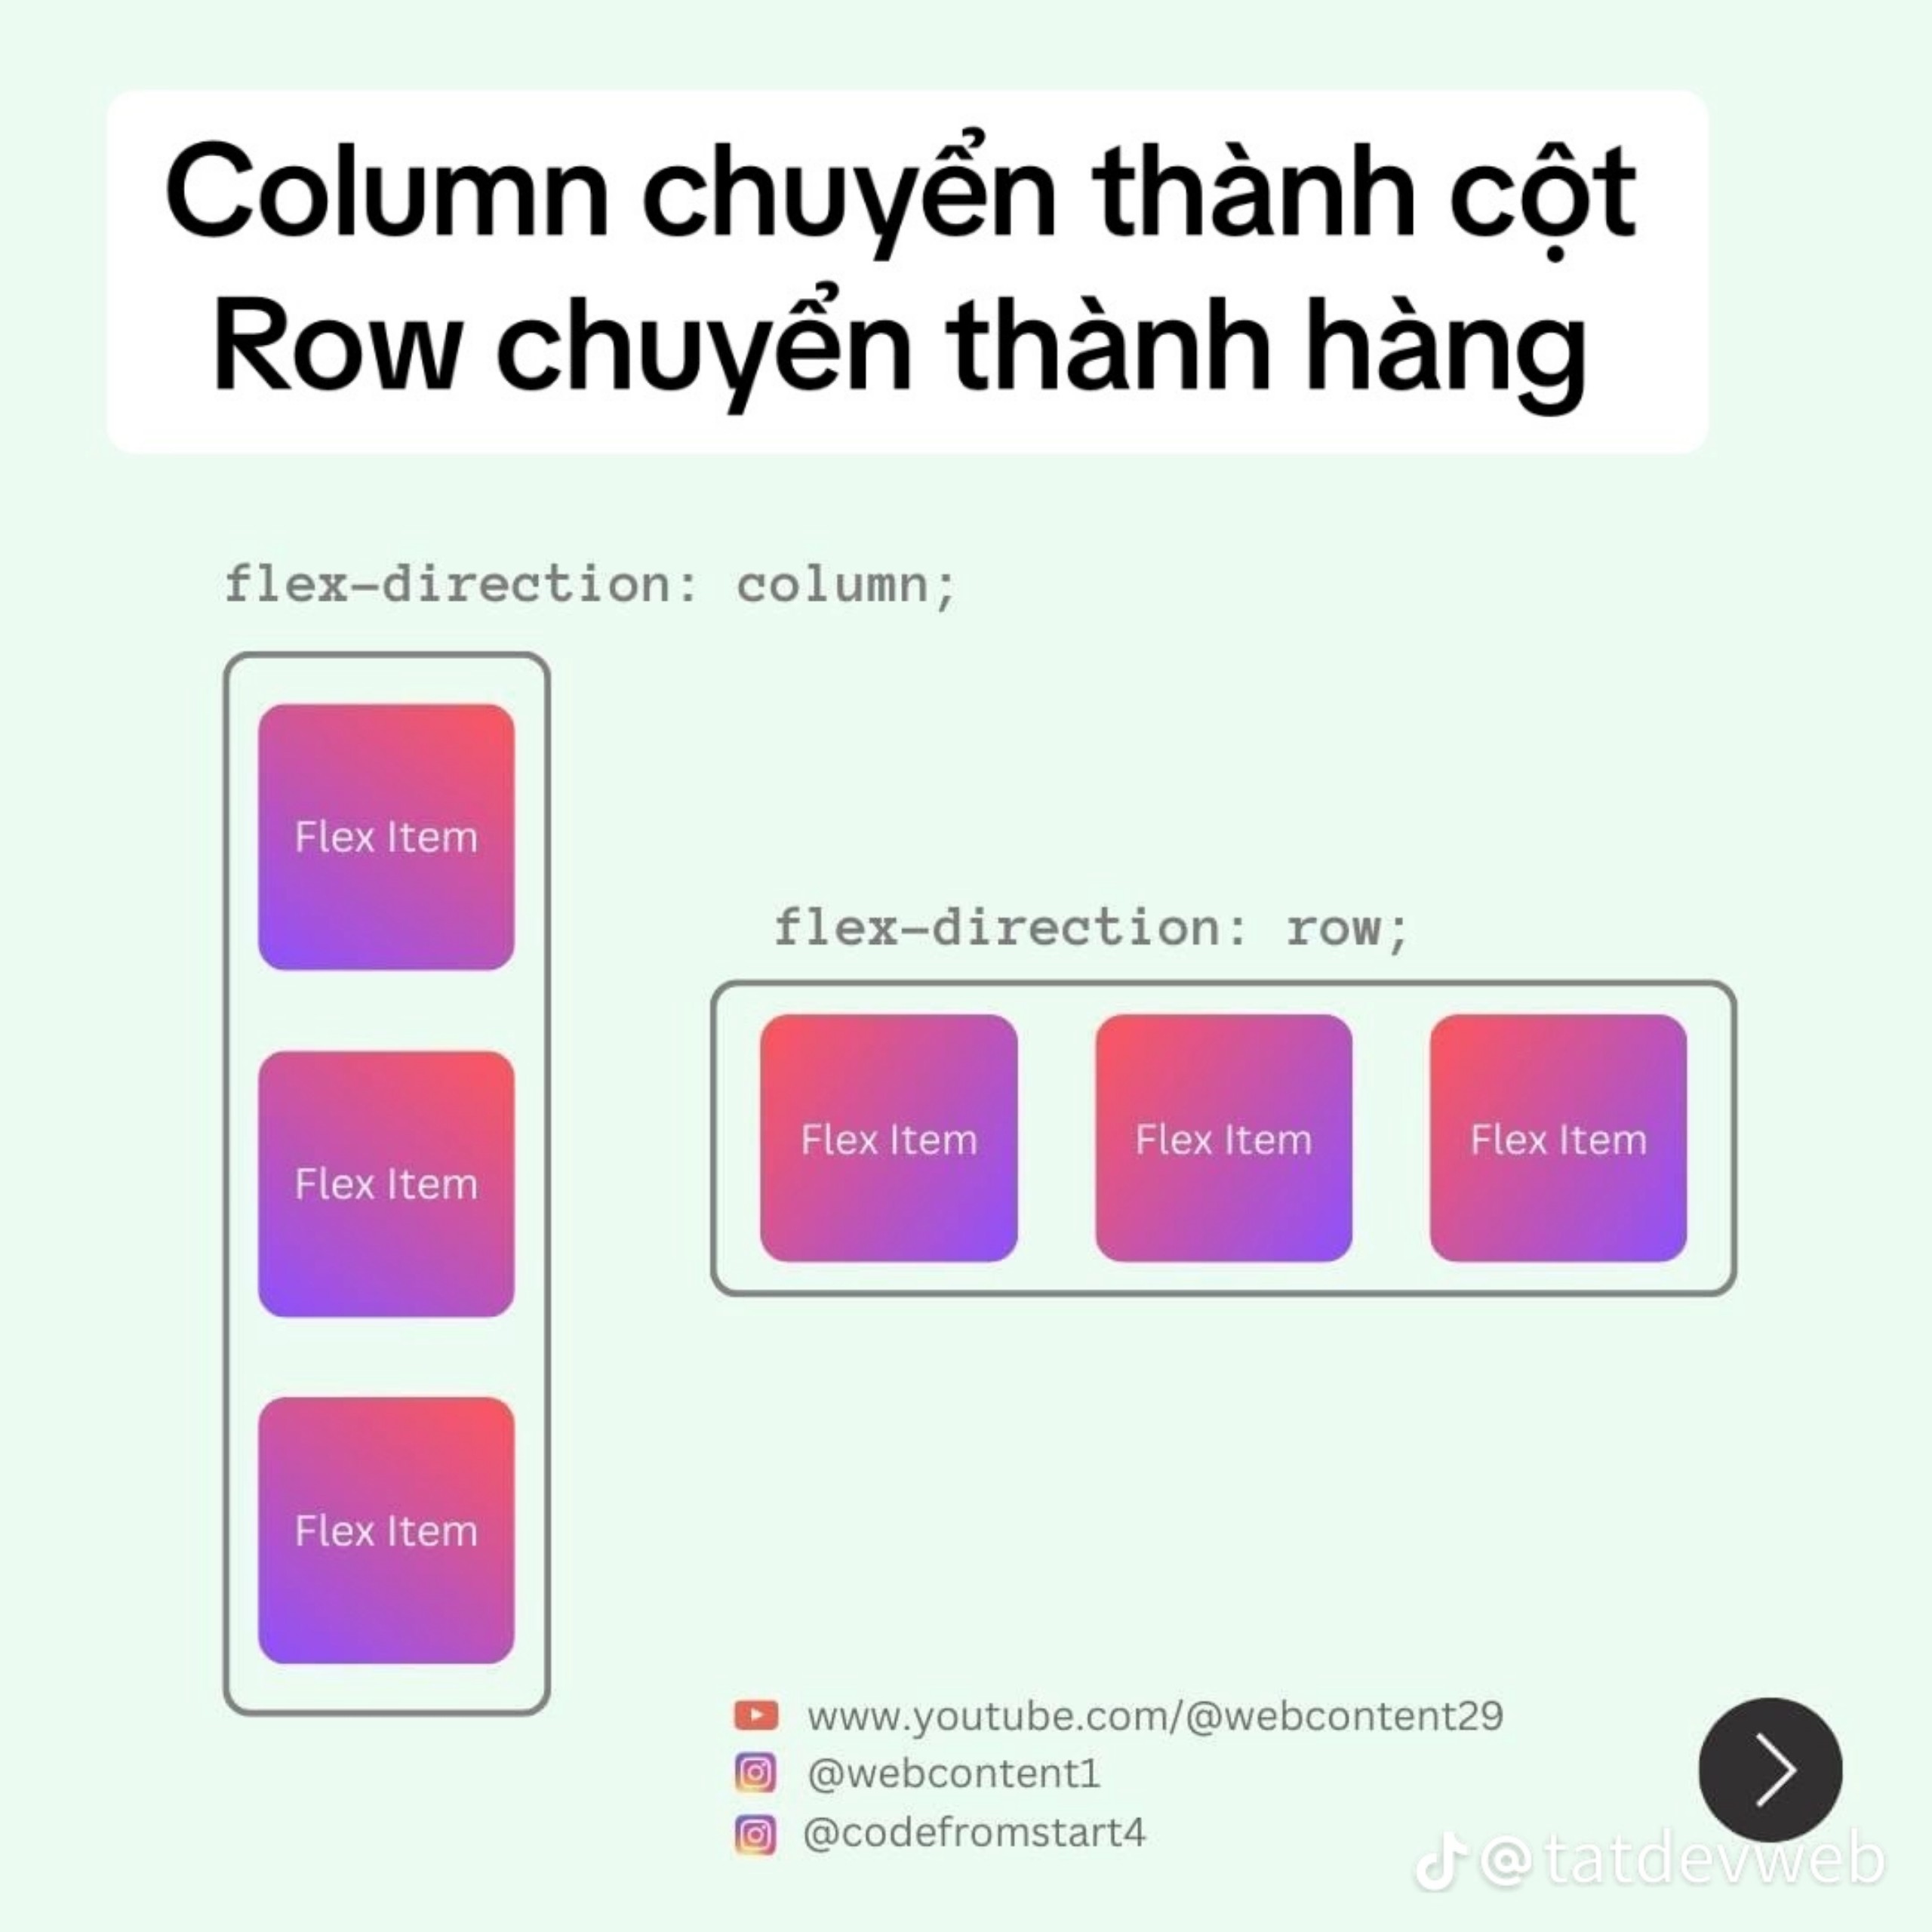 Column chuyển thành cột
Row chuyển thành hàng
flex-direction: column;
Flex Item
Flex Item
Flex Item
flex-direction: row;
Flex Item Flex Item Flex Item
www.youtube.com/@webcontent29
@webcontent1
@codefromstart4
@tatdevweb